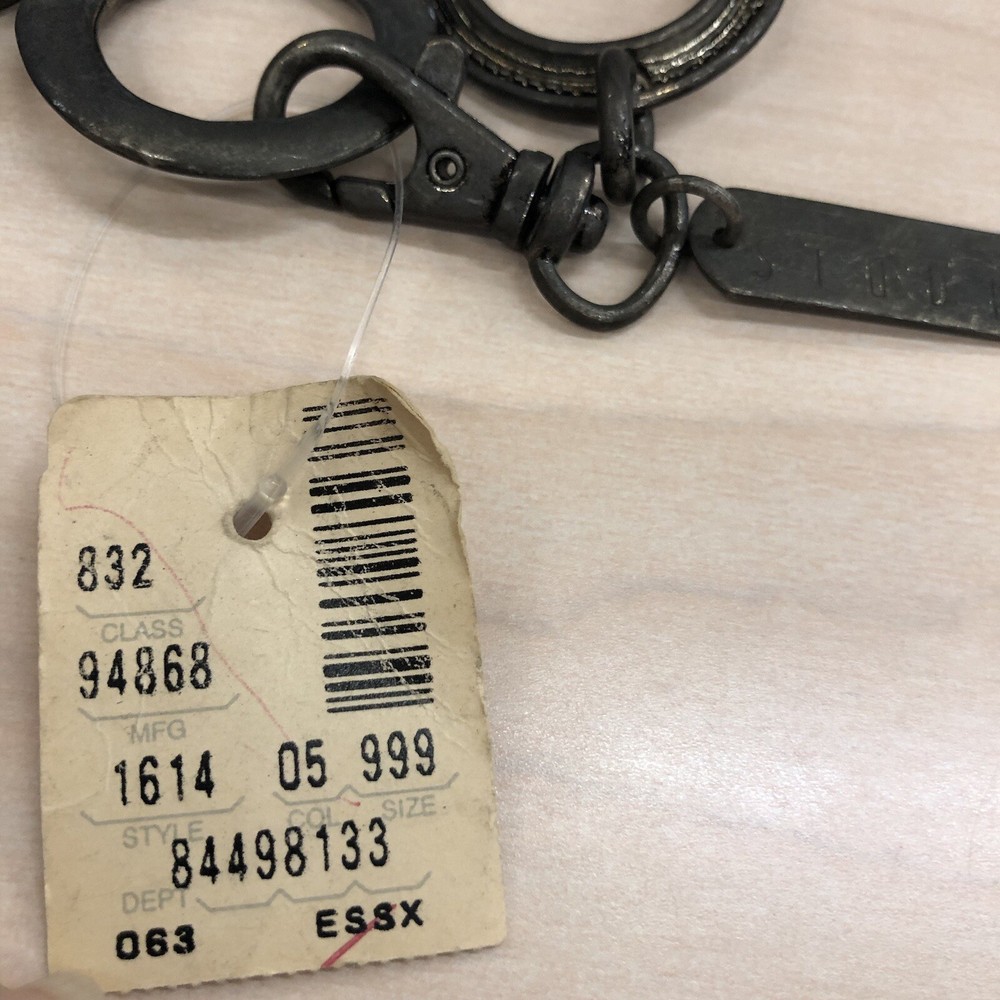 832
CLASS
94868
MFG
1614 05 999
STYLE COL SIZE
84498133
DEPT
063 ESSX